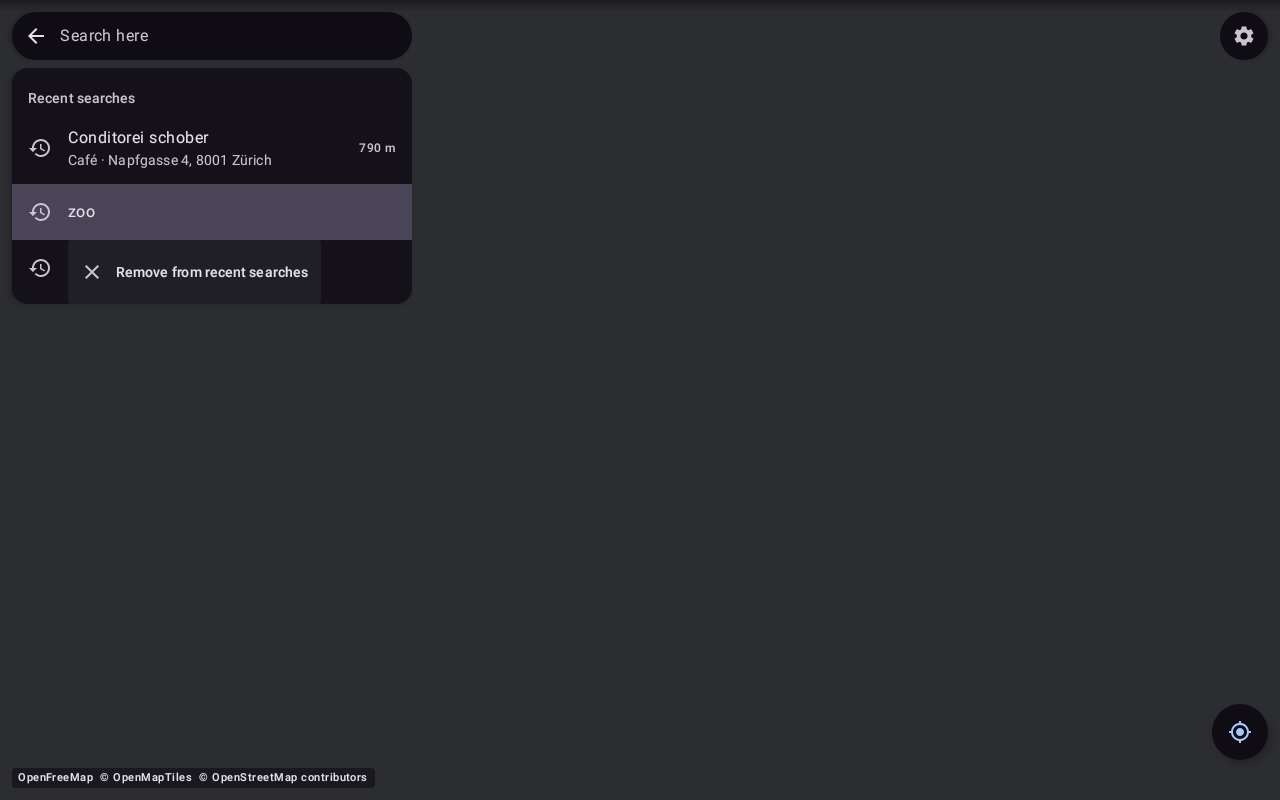 Search here
Recent searches
Conditorei schober
Café · Napfgasse 4, 8001 Zürich
790 m
zoo
Remove from recent searches
OpenFreeMap © OpenMapTiles © OpenStreetMap contributors